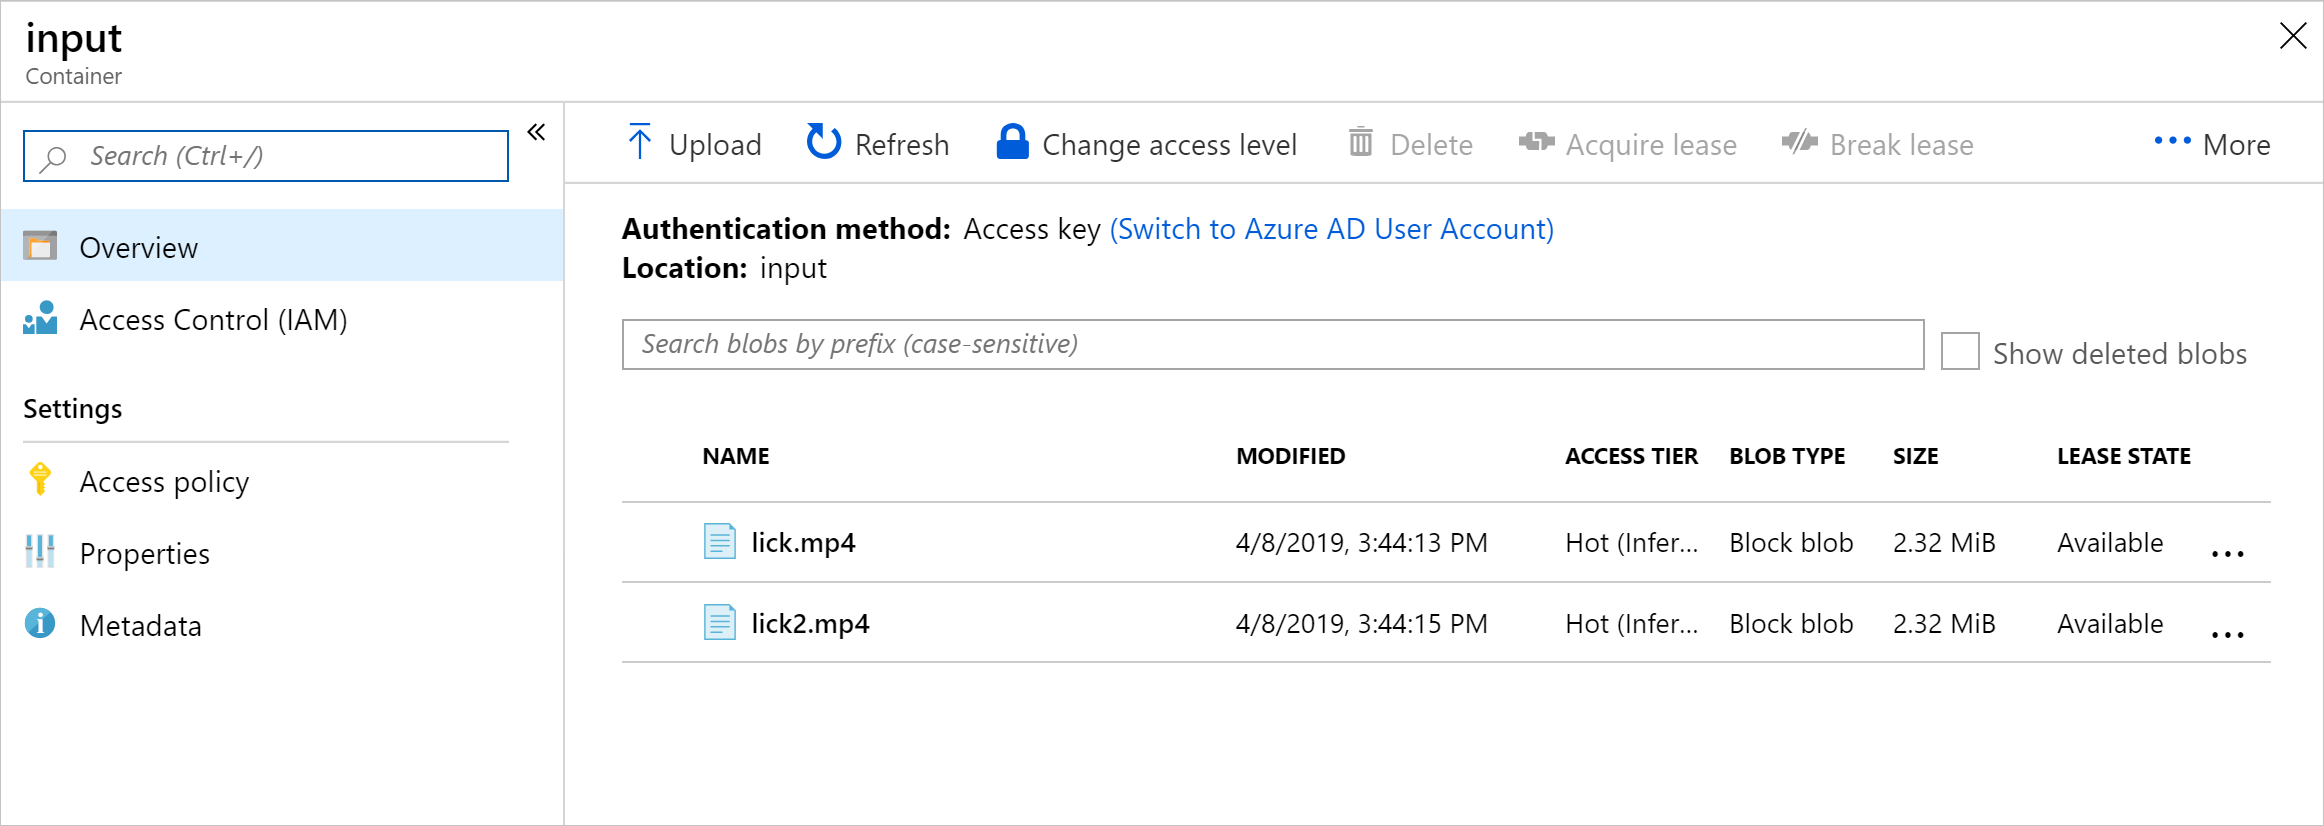 input
Container
Search (Ctrl+/)
«
Overview
Access Control (IAM)
Settings
Access policy
Properties
Metadata
Upload Refresh Change access level Delete Acquire lease Break lease ••• More
Authentication method: Access key (Switch to Azure AD User Account)
Location: input
Search blobs by prefix (case-sensitive) Show deleted blobs
NAME MODIFIED ACCESS TIER BLOB TYPE SIZE LEASE STATE
lick.mp4 4/8/2019, 3:44:13 PM Hot (Infer... Block blob 2.32 MiB Available ...
lick2.mp4 4/8/2019, 3:44:15 PM Hot (Infer... Block blob 2.32 MiB Available ...